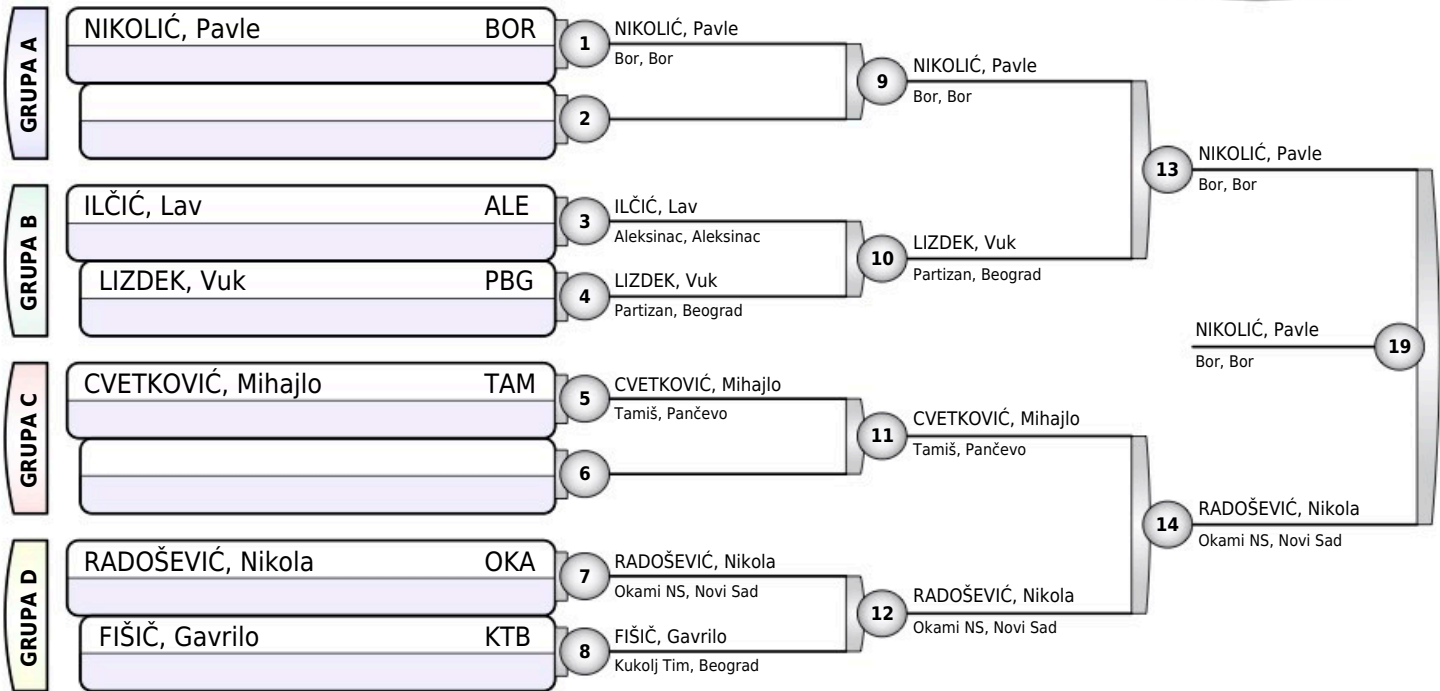 GRUPA A
NIKOLIĆ, Pavle BOR
1
2
NIKOLIĆ, Pavle
Bor, Bor
9
NIKOLIĆ, Pavle
Bor, Bor
GRUPA B
ILČIĆ, Lav ALE
LIZDEK, Vuk PBG
3
4
ILČIĆ, Lav
Aleksinac, Aleksinac
LIZDEK, Vuk
Partizan, Beograd
10
LIZDEK, Vuk
Partizan, Beograd
13
NIKOLIĆ, Pavle
Bor, Bor
GRUPA C
CVETKOVIĆ, Mihajlo TAM
5
6
CVETKOVIĆ, Mihajlo
Tamiš, Pančevo
11
CVETKOVIĆ, Mihajlo
Tamiš, Pančevo
GRUPA D
RADOŠEVIĆ, Nikola OKA
FIŠIČ, Gavrilo KTB
7
8
RADOŠEVIĆ, Nikola
Okami NS, Novi Sad
FIŠIČ, Gavrilo
Kukolj Tim, Beograd
12
RADOŠEVIĆ, Nikola
Okami NS, Novi Sad
14
RADOŠEVIĆ, Nikola
Okami NS, Novi Sad
NIKOLIĆ, Pavle
Bor, Bor
19